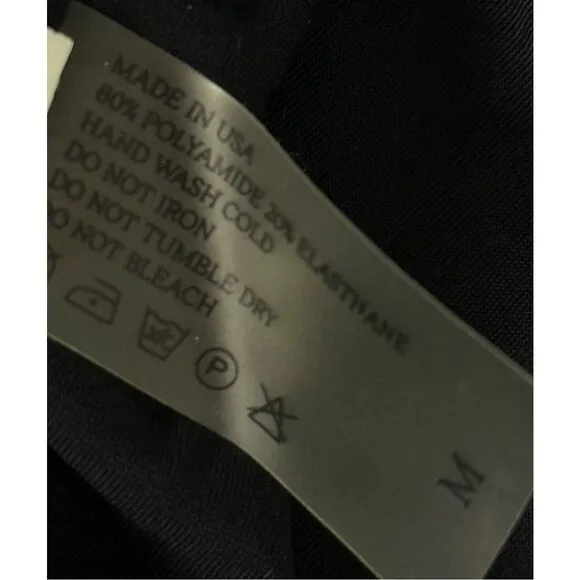 MADE IN USA
80% POLYAMIDE 20% ELASTHANE
HAND WASH COLD
DO NOT IRON
DO NOT TUMBLE DRY
DO NOT BLEACH
P
M